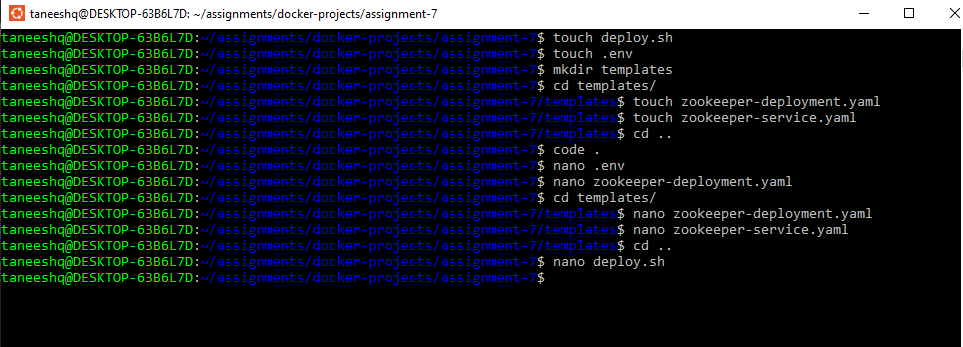 taneeshq@DESKTOP-63B6L7D: ~/assignments/docker-projects/assignment-7
taneeshq@DESKTOP-63B6L7D:~/assignments/docker-projects/assignment-7$ touch deploy.sh
taneeshq@DESKTOP-63B6L7D:~/assignments/docker-projects/assignment-7$ touch .env
taneeshq@DESKTOP-63B6L7D:~/assignments/docker-projects/assignment-7$ mkdir templates
taneeshq@DESKTOP-63B6L7D:~/assignments/docker-projects/assignment-7$ cd templates/
taneeshq@DESKTOP-63B6L7D:~/assignments/docker-projects/assignment-7/templates$ touch zookeeper-deployment.yaml
taneeshq@DESKTOP-63B6L7D:~/assignments/docker-projects/assignment-7/templates$ touch zookeeper-service.yaml
taneeshq@DESKTOP-63B6L7D:~/assignments/docker-projects/assignment-7/templates$ cd ..
taneeshq@DESKTOP-63B6L7D:~/assignments/docker-projects/assignment-7$ code .
taneeshq@DESKTOP-63B6L7D:~/assignments/docker-projects/assignment-7$ nano .env
taneeshq@DESKTOP-63B6L7D:~/assignments/docker-projects/assignment-7$ nano zookeeper-deployment.yaml
taneeshq@DESKTOP-63B6L7D:~/assignments/docker-projects/assignment-7$ cd templates/
taneeshq@DESKTOP-63B6L7D:~/assignments/docker-projects/assignment-7/templates$ nano zookeeper-deployment.yaml
taneeshq@DESKTOP-63B6L7D:~/assignments/docker-projects/assignment-7/templates$ nano zookeeper-service.yaml
taneeshq@DESKTOP-63B6L7D:~/assignments/docker-projects/assignment-7/templates$ cd ..
taneeshq@DESKTOP-63B6L7D:~/assignments/docker-projects/assignment-7$ nano deploy.sh
taneeshq@DESKTOP-63B6L7D:~/assignments/docker-projects/assignment-7$